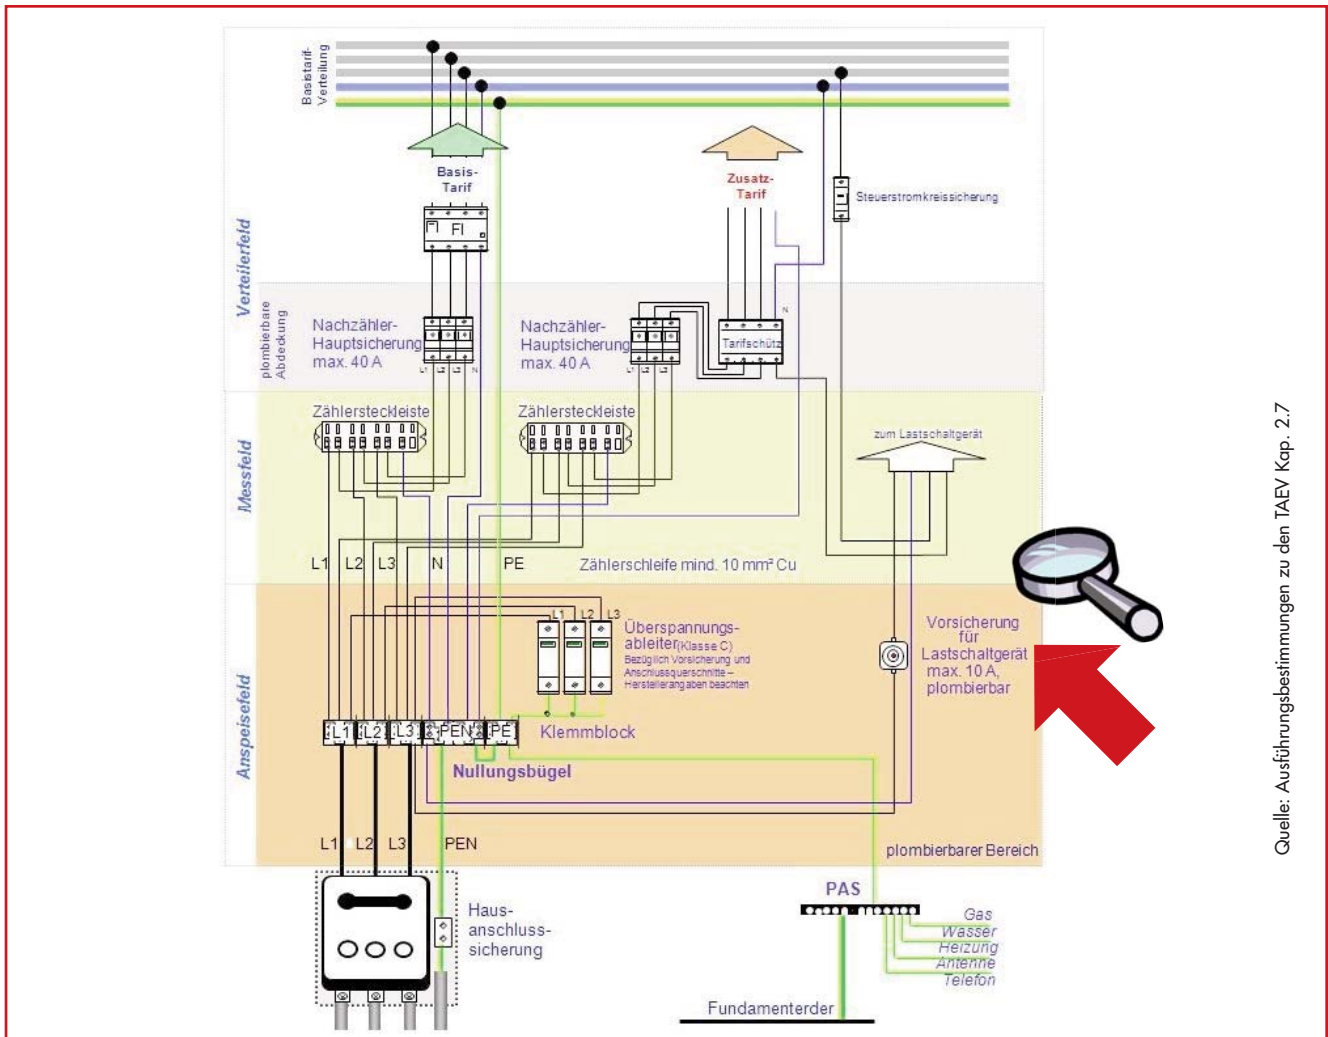 Basistarif-
Verteilung
Basis-
Tarif
Zusatz-
Tarif
Steuerstromkreissicherung
FI
Verteilerfeld
plombierbare
Abdeckung
Nachzähler-
Hauptsicherung
max. 40 A
L1 L2 L3 N
Nachzähler-
Hauptsicherung
max. 40 A
L1 L2 L3
N
Tarifschütz
Messfeld
Zählersteckleiste
Zählersteckleiste
zum Lastschaltgerät
L1 L2 L3 N PE
Zählerschleife mind. 10 mm² Cu
Anspeisefeld
L1 L2 L3
Überspannungs-
ableiter(Klasse C)
Bezüglich Vorsicherung und
Anschlussquerschnitte –
Herstellerangaben beachten
Vorsicherung
für
Lastschaltgerät
max. 10 A,
plombierbar
L1 L2 L3 PEN PE
Klemmblock
Nullungsbügel
L1 L2 L3 PEN
plombierbarer Bereich
Haus-
anschluss-
sicherung
PAS
Gas
Wasser
Heizung
Antenne
Telefon
Fundamenterder
Quelle: Ausführungsbestimmungen zu den TAEV Kap. 2.7